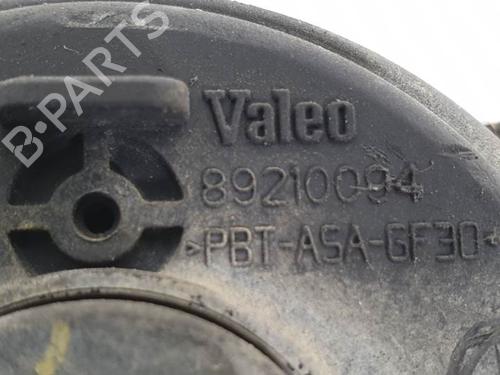 B-PARTS
Valeo
89210094
>PBT-ASA-GF30<